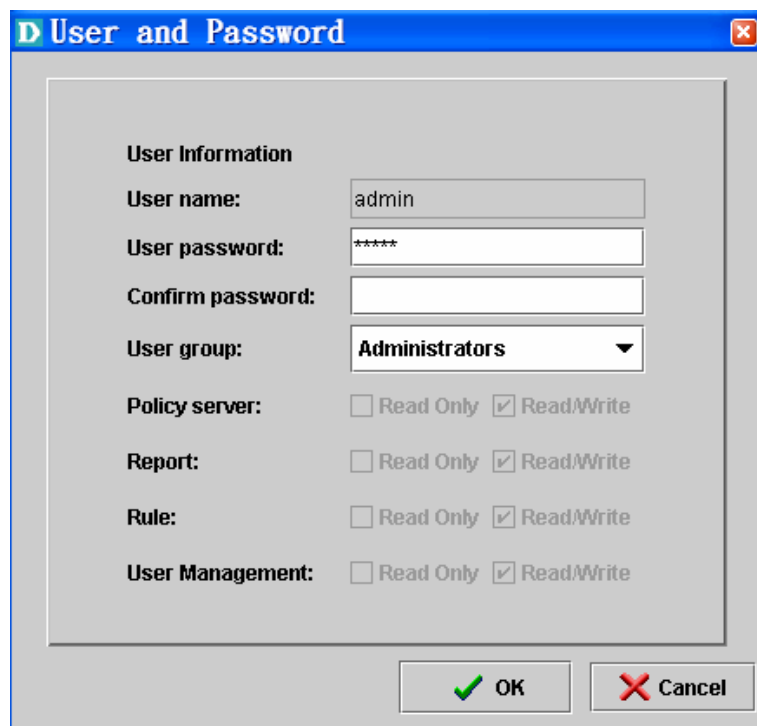 D User and Password
User Information
User name: admin
User password: *****
Confirm password:
User group: Administrators
Policy server: Read Only Read/Write
Report: Read Only Read/Write
Rule: Read Only Read/Write
User Management: Read Only Read/Write
OK Cancel